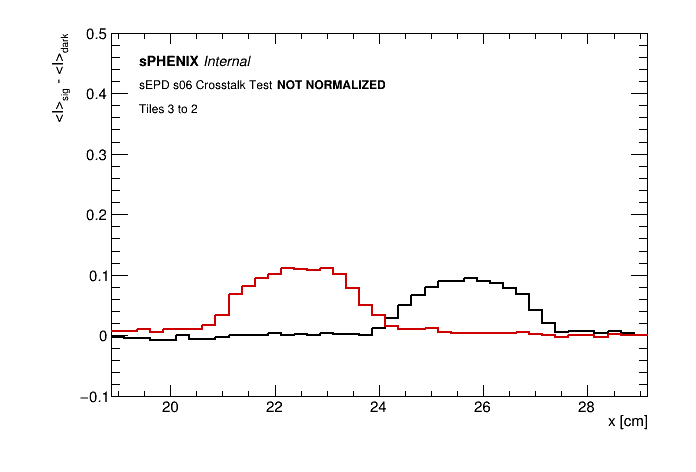 0.5
<I>sig - <I>dark
sPHENIX Internal
sEPD s06 Crosstalk Test NOT NORMALIZED
0.4
Tiles 3 to 2
0.3
0.2
0.1
0
−0.1
20 22 24 26 28
x [cm]